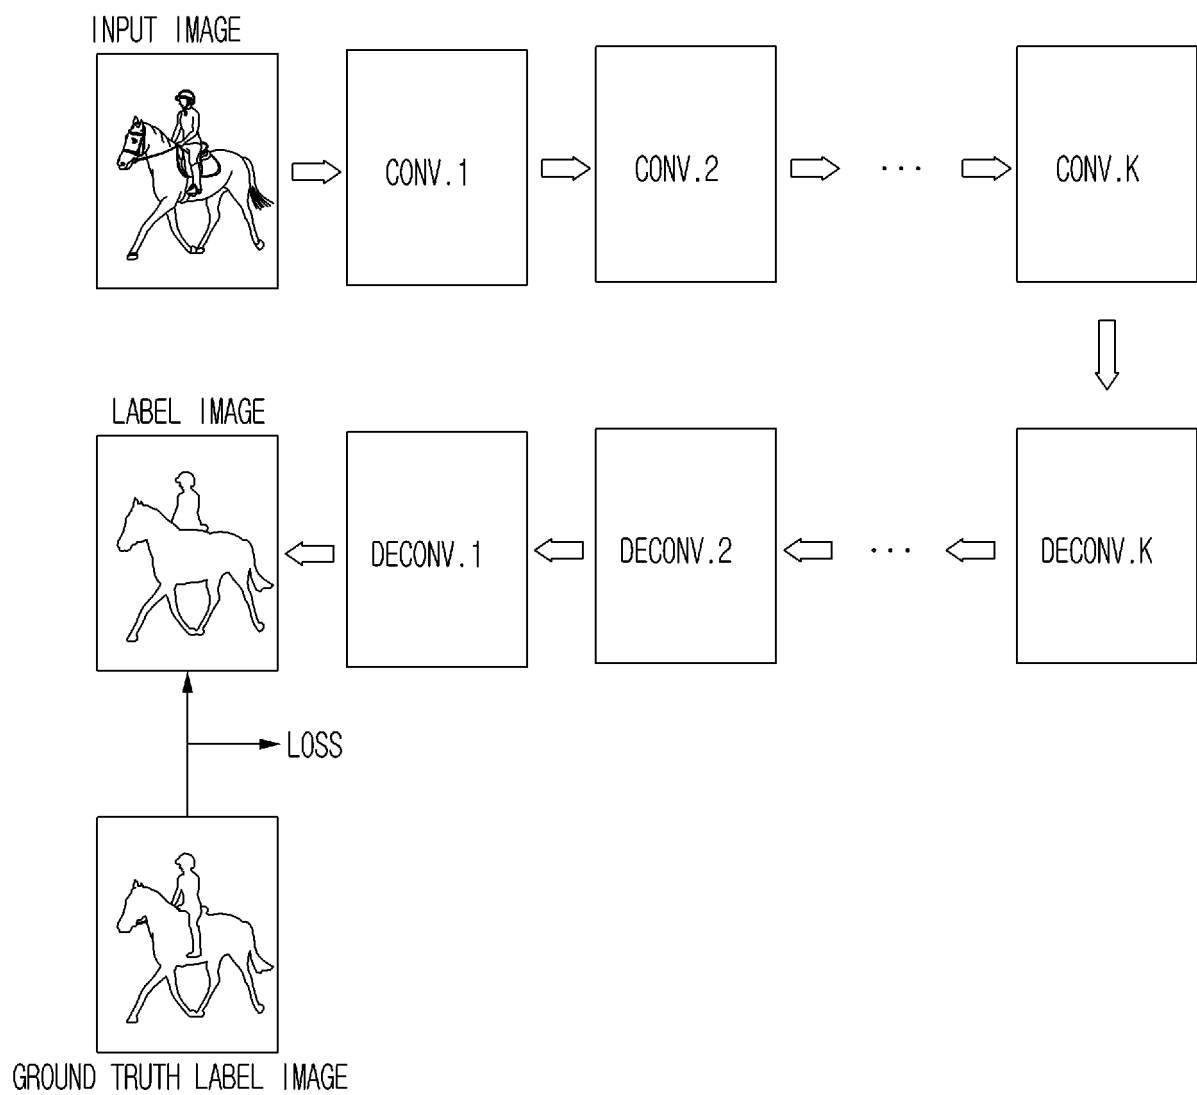 INPUT IMAGE
CONV.1
CONV.2
...
CONV.K
LABEL IMAGE
DECONV.1
DECONV.2
...
DECONV.K
LOSS
GROUND TRUTH LABEL IMAGE